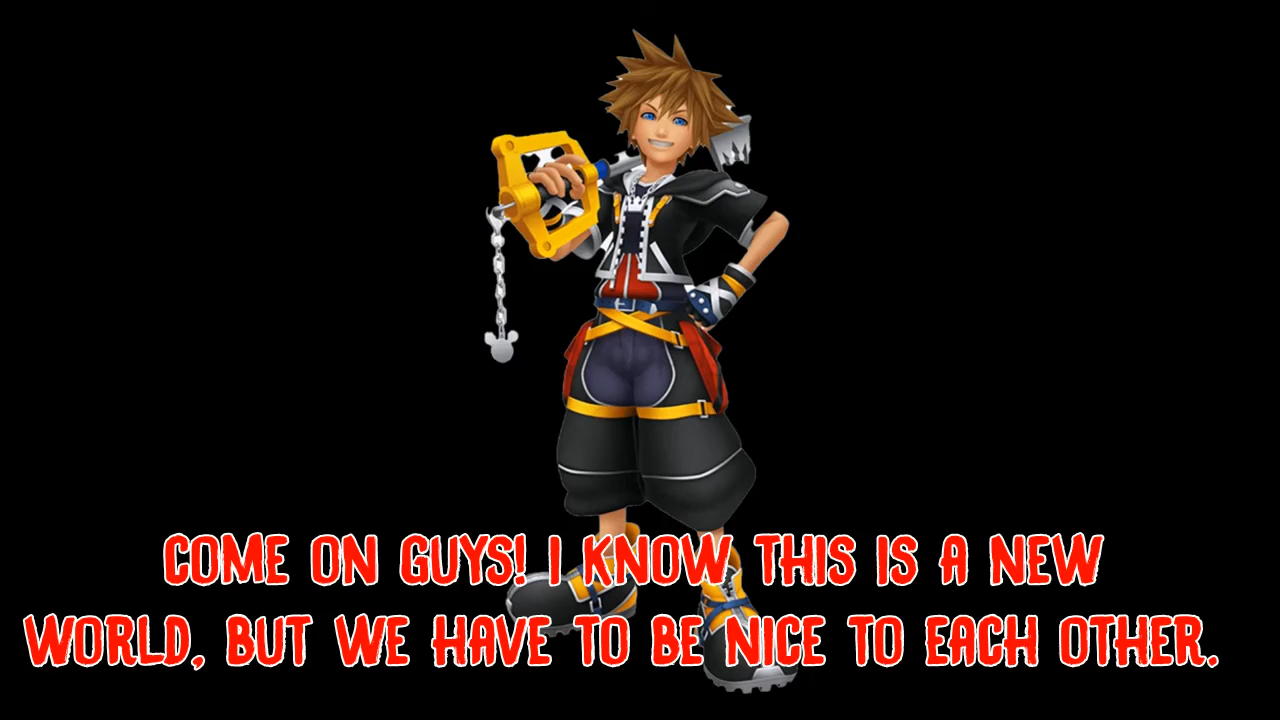 COME ON GUYS! I KNOW THIS IS A NEW
WORLD, BUT WE HAVE TO BE NICE TO EACH OTHER.